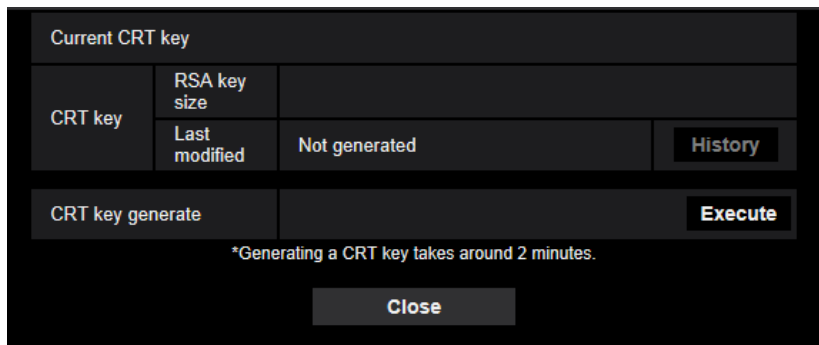 Current CRT key
CRT key
RSA key
size
Last
modified
Not generated
History
CRT key generate
Execute
*Generating a CRT key takes around 2 minutes.
Close